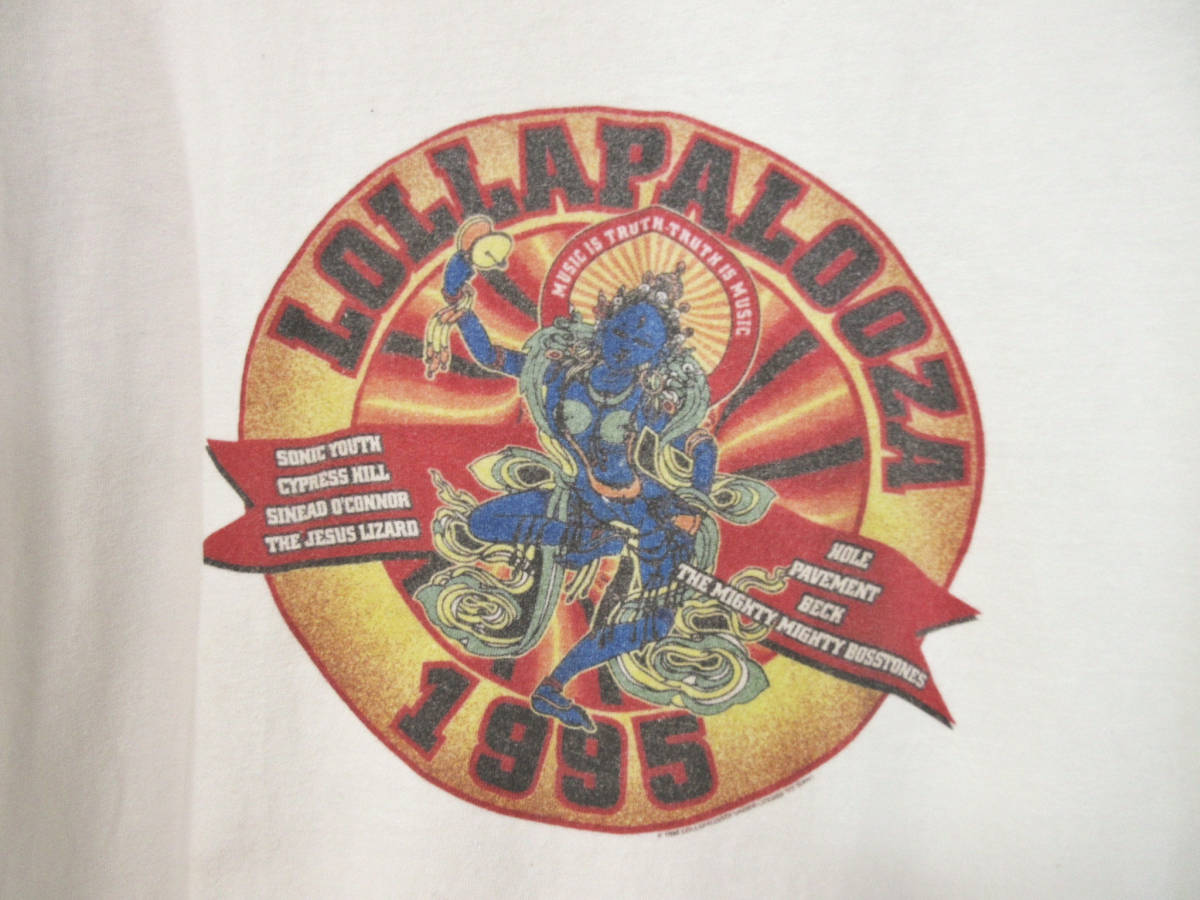 LOLLAPALOOZA
MUSIC IS TRUTH·TRUTH IS MUSIC
SONIC YOUTH
CYPRESS HILL
SINEAD O'CONNOR
THE JESUS LIZARD
HOLE
PAVEMENT
BECK
THE MIGHTY MIGHTY BOSSTONES
1995